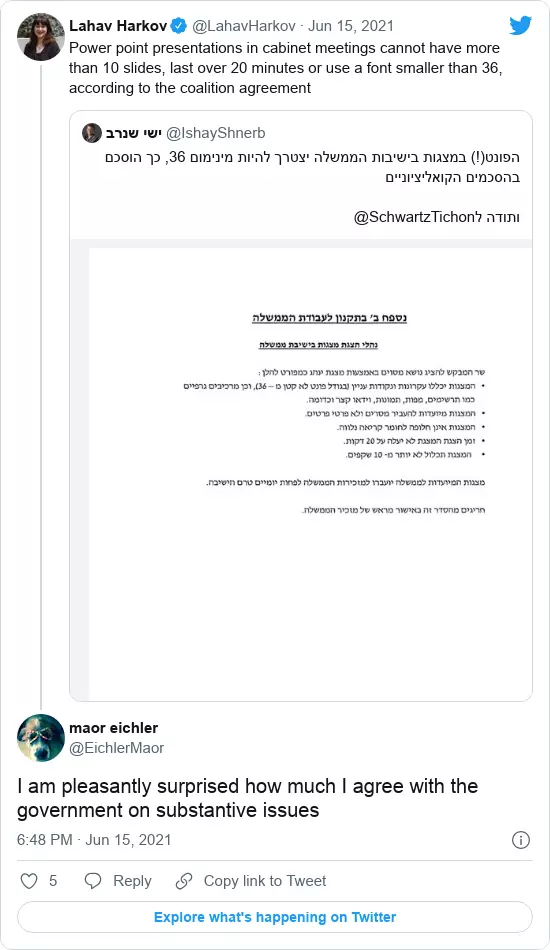 Lahav Harkov @LahavHarkov · Jun 15, 2021
Power point presentations in cabinet meetings cannot have more
than 10 slides, last over 20 minutes or use a font smaller than 36,
according to the coalition agreement
ישי שנרב @IshayShnerb
הפונט(!) במצגות בישיבות הממשלה יצטרך להיות מינימום 36, כך הוסכם
בהסכמים הקואליציוניים
ותודה ל@SchwartzTichon
נספח ב' בתקנון לעבודת הממשלה
נהלי הצגת מצגות בישיבת ממשלה
שר המבקש להציג נושא מסוים באמצעות מצגת ינהג כמפורט להלן:
• המצגות יכללו עקרונות ונקודות עניין (בגודל פונט לא קטן מ – 36), וכן מרכיבים גרפיים
כמו תרשימים, מפות, תמונות, וידאו קצר וכדומה.
• המצגות מיועדות להעביר מסרים ולא פרטי פרטים.
• המצגות אינן חלופה לחומר קריאה נלווה.
• זמן הצגת המצגת לא יעלה על 20 דקות.
• המצגת תכלול לא יותר מ- 10 שקפים.
מצגות המיועדות לממשלה יועברו למזכירות הממשלה לפחות יומיים טרם הישיבה.
חריגים מהסדר זה באישור מראש של מזכיר הממשלה.
maor eichler
@EichlerMaor
I am pleasantly surprised how much I agree with the
government on substantive issues
6:48 PM · Jun 15, 2021
5 Reply Copy link to Tweet
Explore what's happening on Twitter